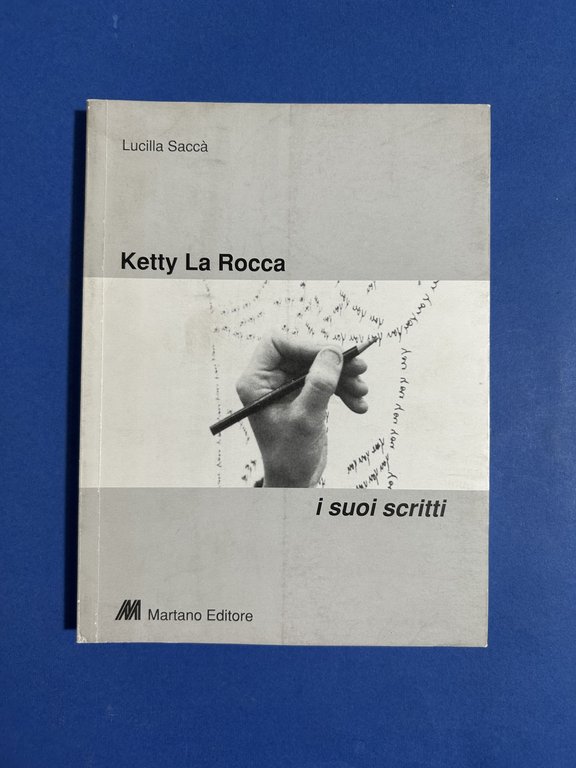 Lucilla Saccà
Ketty La Rocca
i suoi scritti
Martano Editore